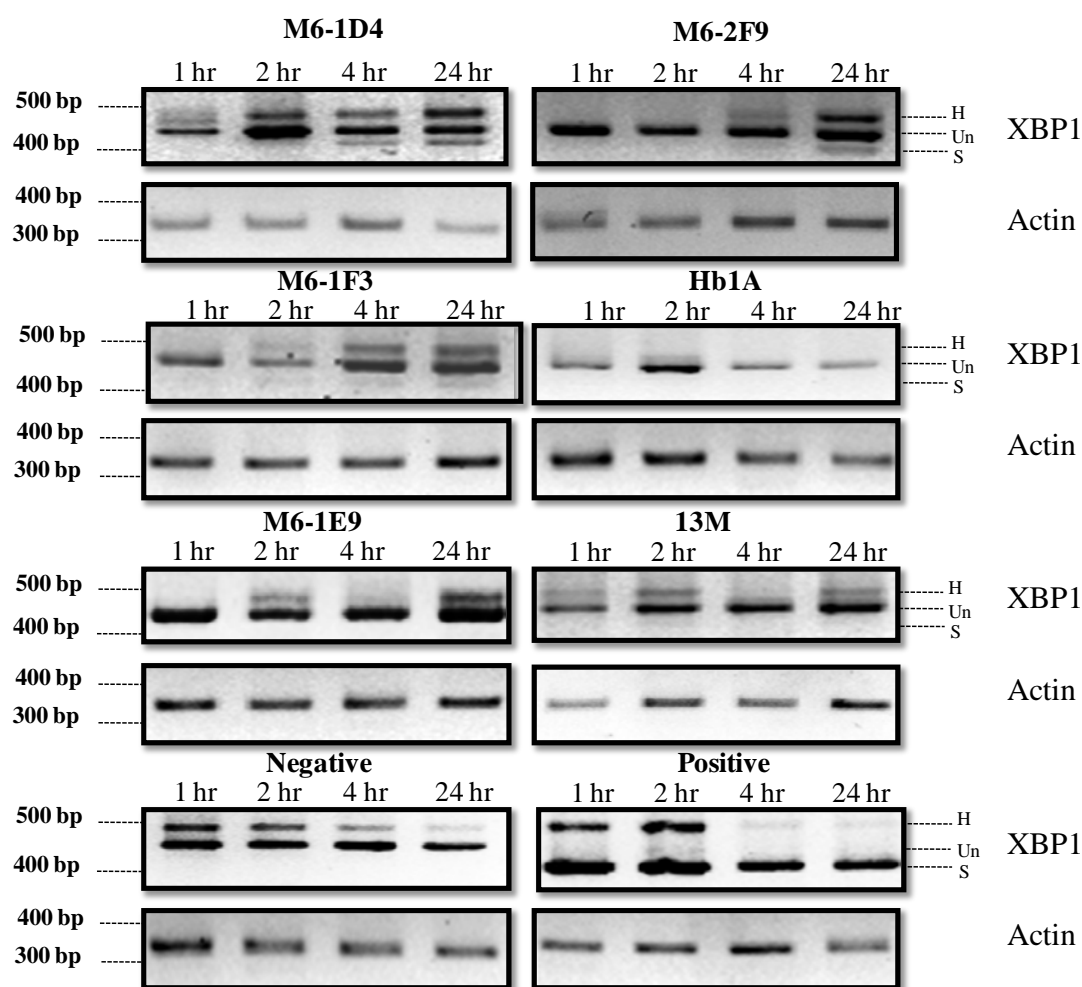 M6-1D4 M6-2F9
1 hr 2 hr 4 hr 24 hr 1 hr 2 hr 4 hr 24 hr
500 bp H
XBP1
Un
400 bp S
400 bp
Actin
300 bp
M6-1F3 Hb1A
1 hr 2 hr 4 hr 24 hr 1 hr 2 hr 4 hr 24 hr
500 bp H
XBP1
Un
400 bp S
400 bp
Actin
300 bp
M6-1E9 13M
1 hr 2 hr 4 hr 24 hr 1 hr 2 hr 4 hr 24 hr
500 bp H
XBP1
Un
400 bp S
400 bp
Actin
300 bp
Negative Positive
1 hr 2 hr 4 hr 24 hr 1 hr 2 hr 4 hr 24 hr
500 bp H
XBP1
Un
400 bp S
400 bp
Actin
300 bp